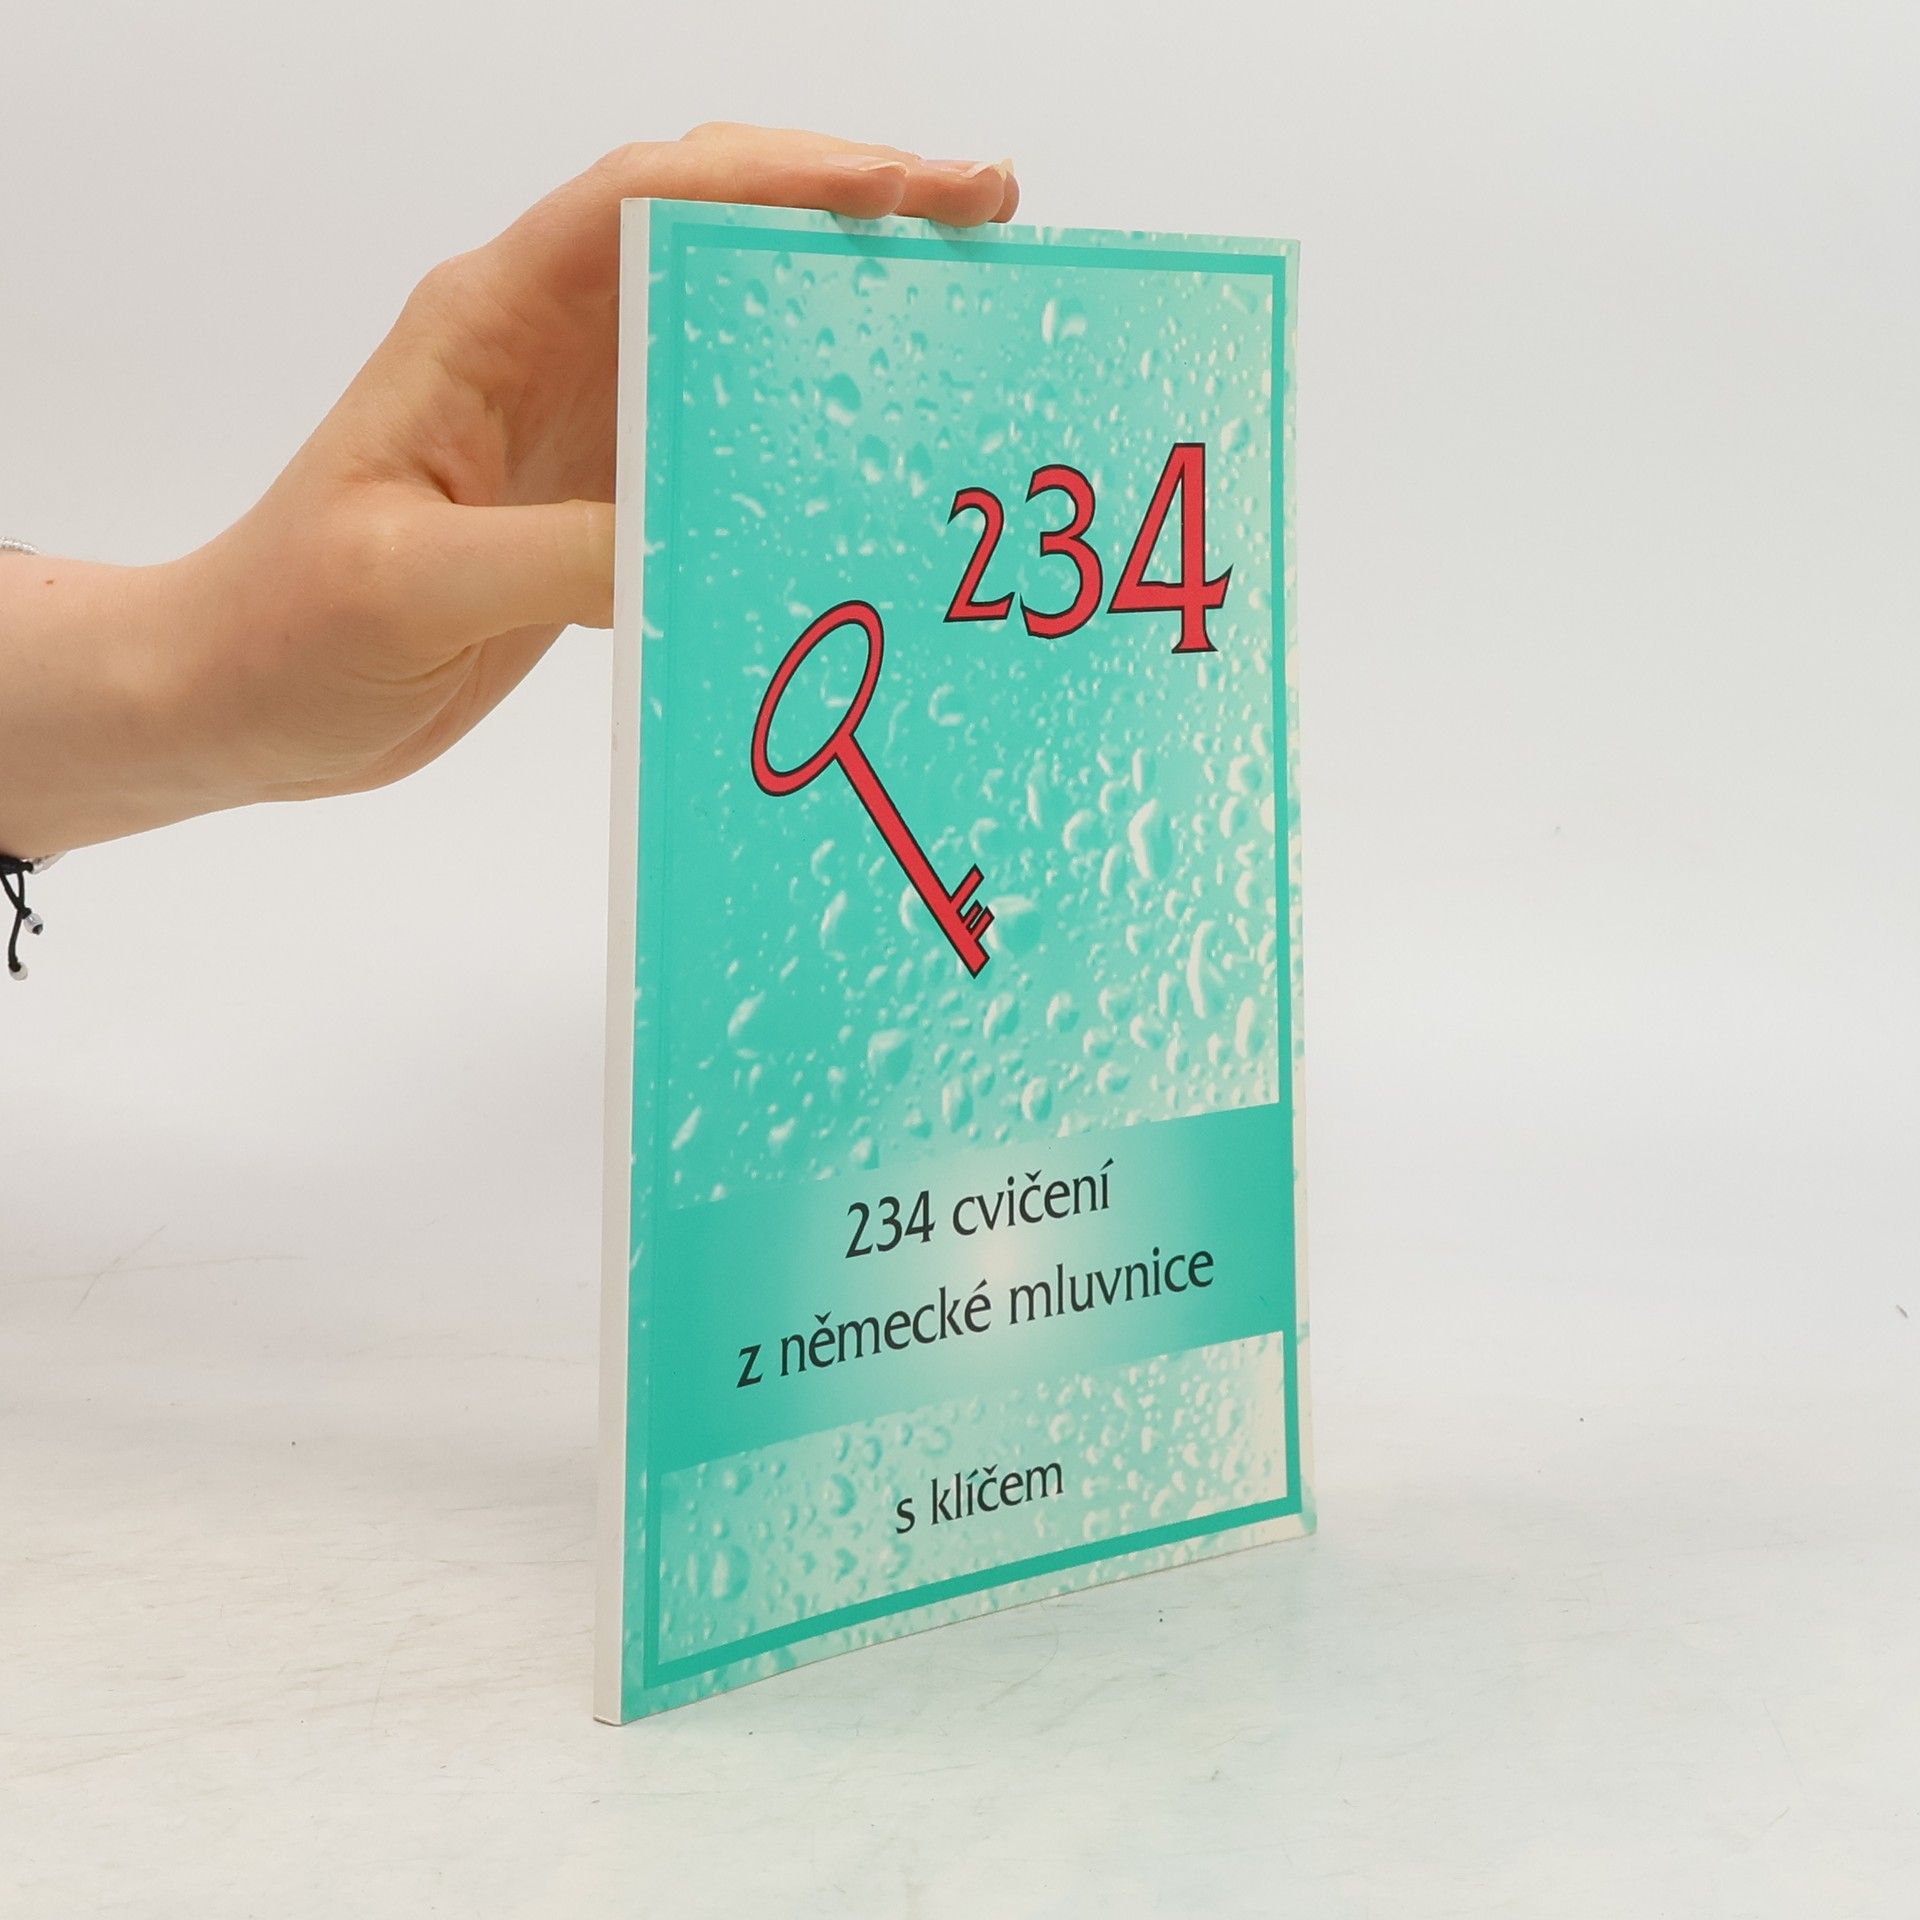 234
234 cvičení
z německé mluvnice
s klíčem